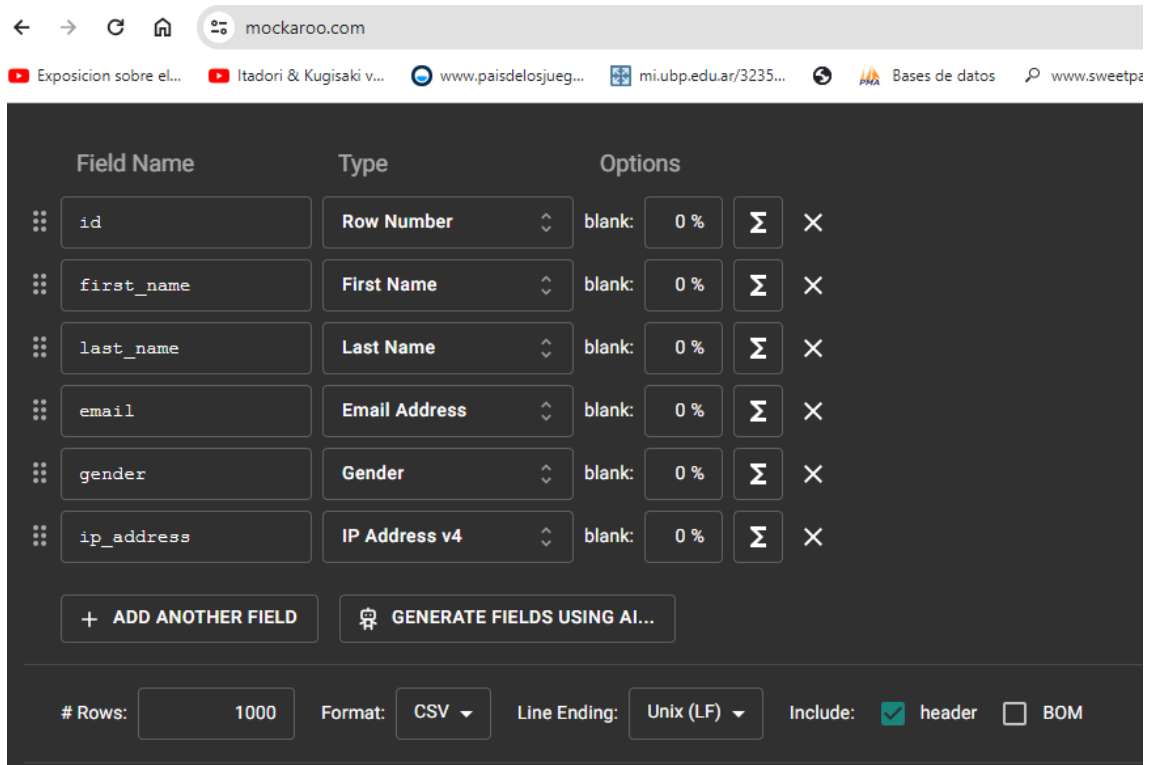 mockaroo.com
Exposicion sobre el... Itadori & Kugisaki v... www.paisdelosjueg... mi.ubp.edu.ar/3235... PMA Bases de datos www.sweetpa
Field Name Type Options
id Row Number blank: 0 % Σ
first_name First Name blank: 0 % Σ
last_name Last Name blank: 0 % Σ
email Email Address blank: 0 % Σ
gender Gender blank: 0 % Σ
ip_address IP Address v4 blank: 0 % Σ
+ ADD ANOTHER FIELD GENERATE FIELDS USING AI...
# Rows: 1000 Format: CSV Line Ending: Unix (LF) Include: header BOM